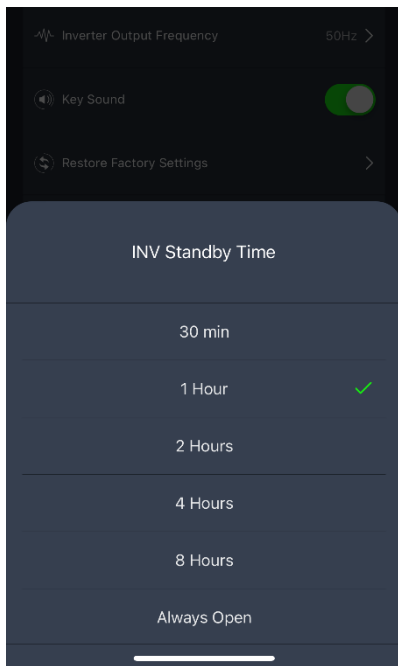 Inverter Output Frequency 50Hz
Key Sound
Restore Factory Settings
INV Standby Time
30 min
1 Hour
2 Hours
4 Hours
8 Hours
Always Open